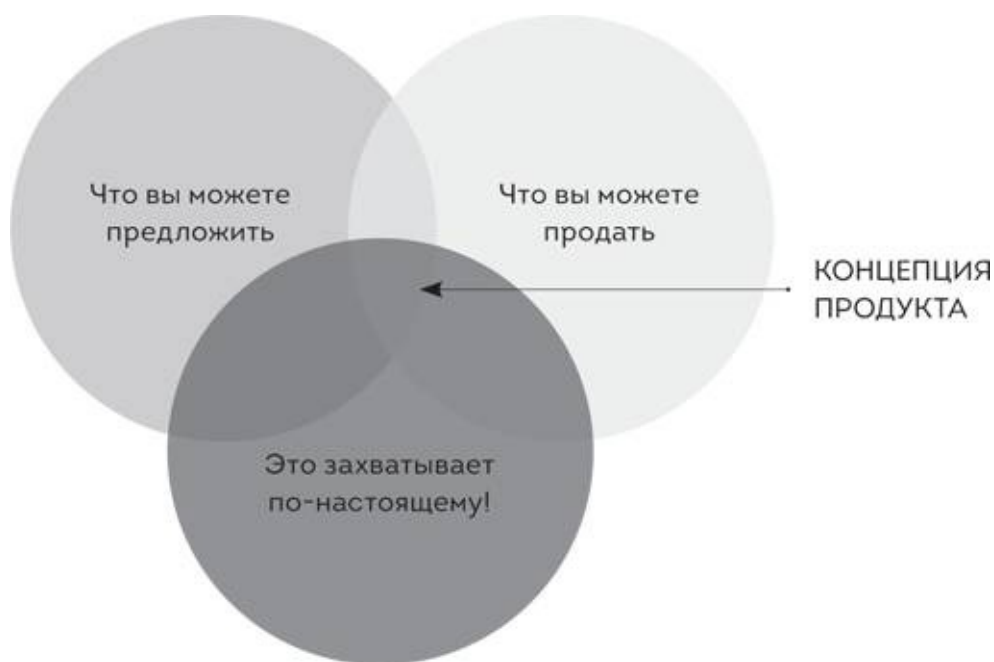 Что вы можете
предложить
Что вы можете
продать
КОНЦЕПЦИЯ
ПРОДУКТА
Это захватывает
по-настоящему!